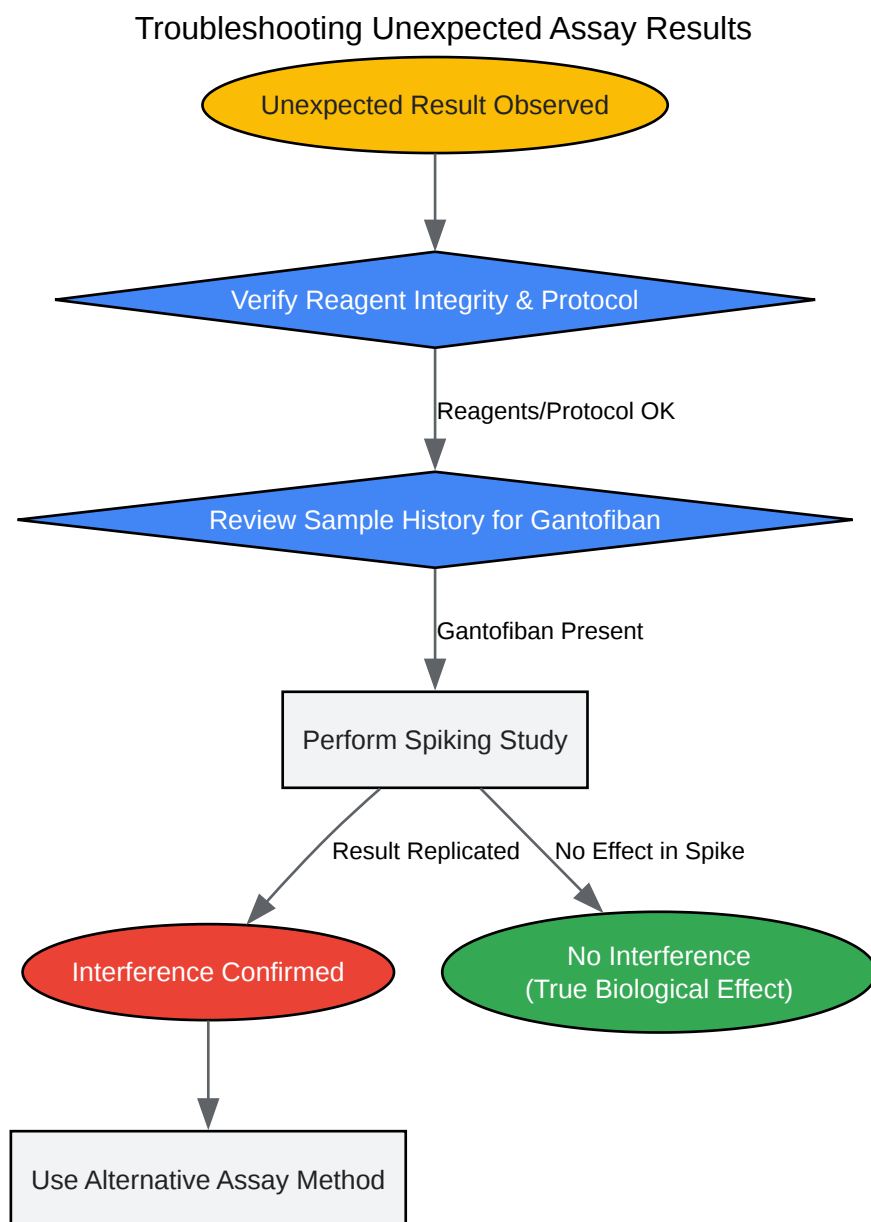 Troubleshooting Unexpected Assay Results
Unexpected Result Observed
Verify Reagent Integrity & Protocol
Reagents/Protocol OK
Review Sample History for Gantofiban
Gantofiban Present
Perform Spiking Study
Result Replicated
No Effect in Spike
Interference Confirmed
No Interference
(True Biological Effect)
Use Alternative Assay Method